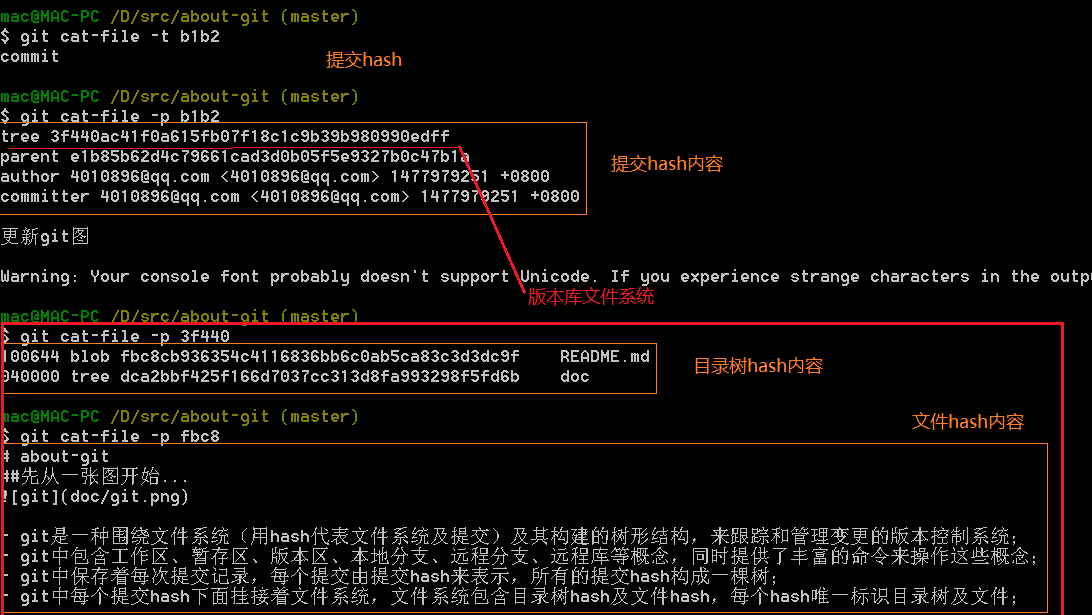 mac@MAC-PC /D/src/about-git (master)
$ git cat-file -t b1b2
commit
提交hash
mac@MAC-PC /D/src/about-git (master)
$ git cat-file -p b1b2
tree 3f440ac41f0a615fb07f18c1c9b39b980990edff
parent e1b85b62d4c79661cad3d0b05f5e9327b0c47b1a
提交hash内容
author 4010896@qq.com <4010896@qq.com> 1477979251 +0800
committer 4010896@qq.com <4010896@qq.com> 1477979251 +0800
更新git图
Warning: Your console font probably doesn't support Unicode. If you experience strange characters in the outpu
版本库文件系统
mac@MAC-PC /D/src/about-git (master)
$ git cat-file -p 3f440
100644 blob fbc8cb936354c4116836bb6c0ab5ca83c3d3dc9f    README.md
040000 tree dca2bbf425f166d7037cc313d8fa993298f5fd6b    doc
目录树hash内容
mac@MAC-PC /D/src/about-git (master)
文件hash内容
$ git cat-file -p fbc8
# about-git
##先从一张图开始...
![git](doc/git.png)
- git是一种围绕文件系统（用hash代表文件系统及提交）及其构建的树形结构，来跟踪和管理变更的版本控制系统；
- git中包含工作区、暂存区、版本区、本地分支、远程分支、远程库等概念，同时提供了丰富的命令来操作这些概念；
- git中保存着每次提交记录，每个提交由提交hash来表示，所有的提交hash构成一棵树；
- git中每个提交hash下面挂接着文件系统，文件系统包含目录树hash及文件hash，每个hash唯一标识目录树及文件；